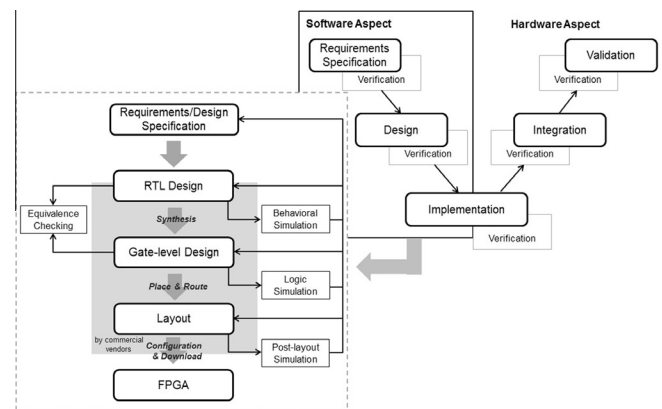 Software Aspect
Hardware Aspect
Requirements
Specification
Verification
Validation
Verification
Design
Verification
Integration
Verification
Implementation
Verification
Requirements/Design
Specification
RTL Design
Synthesis
Behavioral
Simulation
Equivalence
Checking
Gate-level Design
Place & Route
Logic
Simulation
Layout
by commercial
vendors
Configuration
& Download
Post-layout
Simulation
FPGA